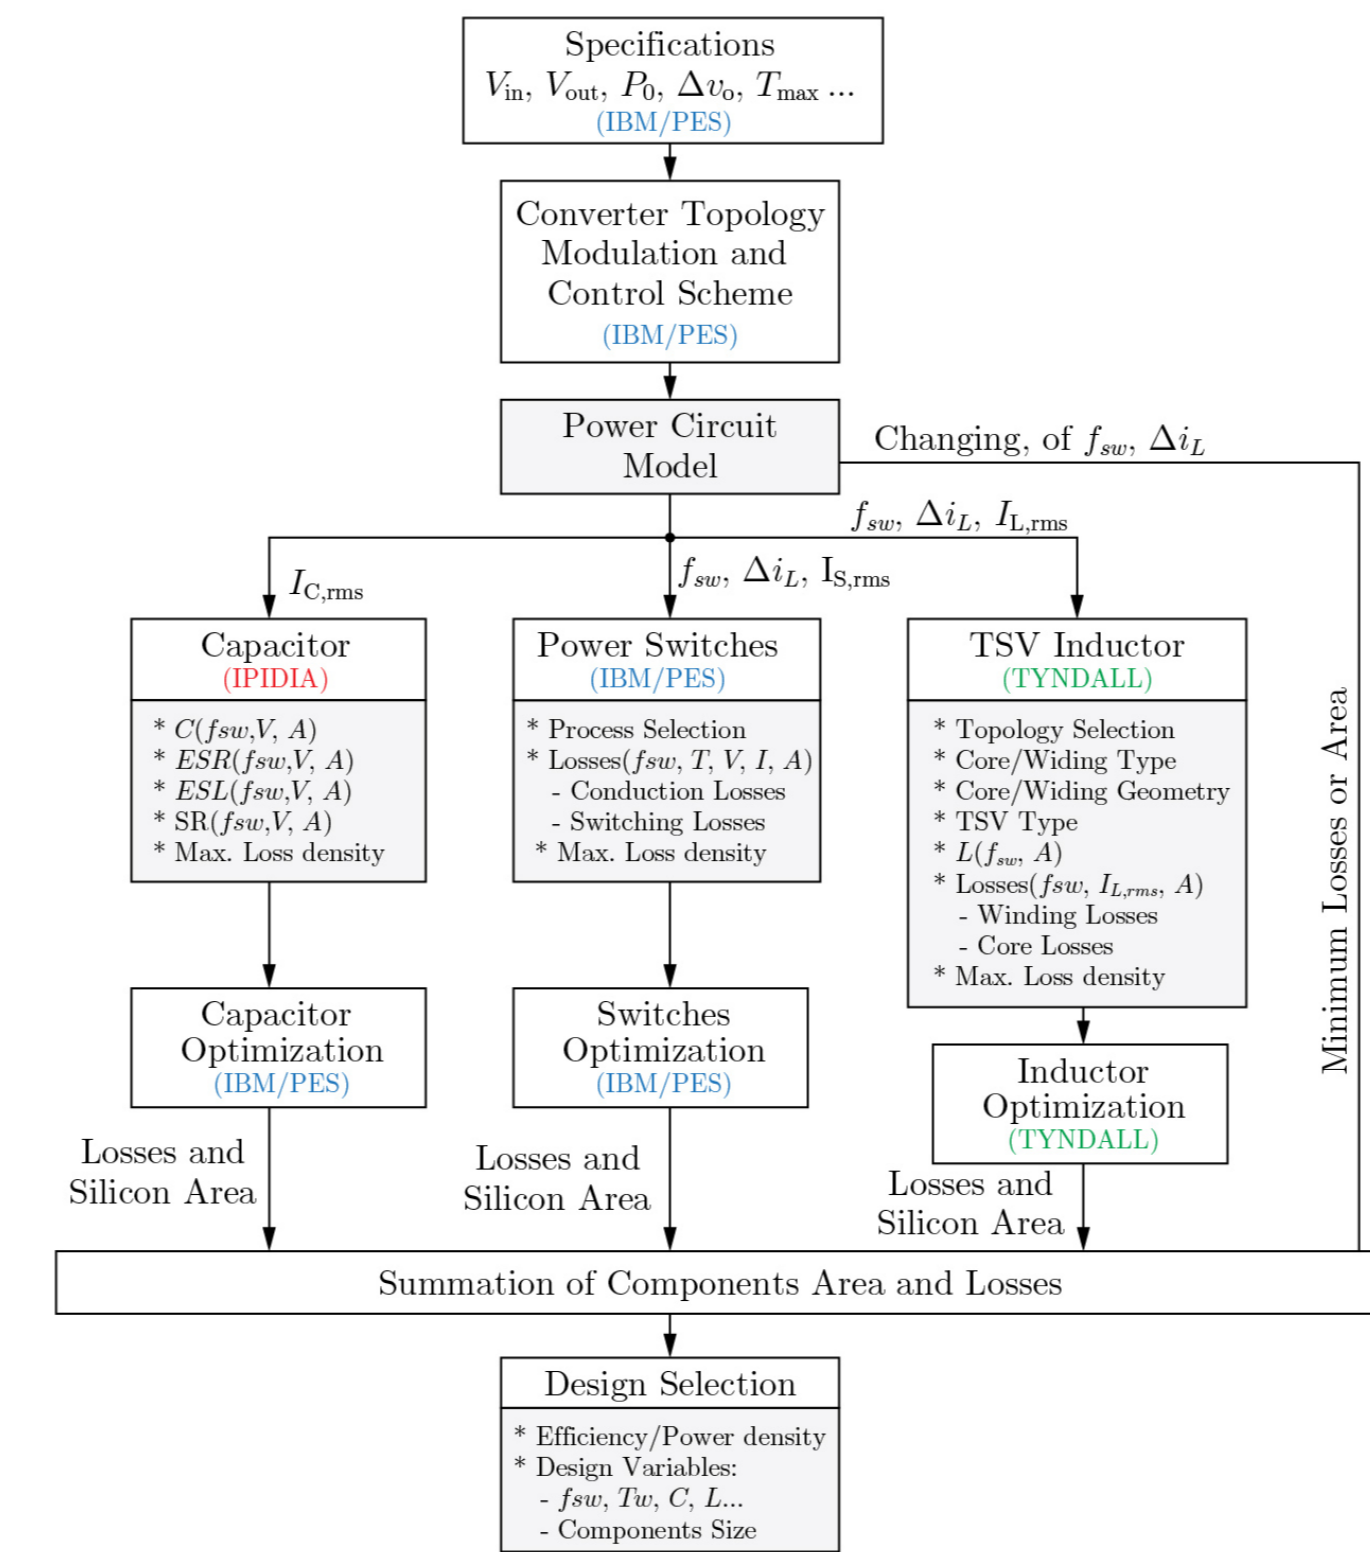 Specifications
V_in, V_out, P_0, Δv_o, T_max ...
(IBM/PES)
Converter Topology
Modulation and
Control Scheme
(IBM/PES)
Power Circuit
Model
Changing, of f_sw, Δi_L
f_sw, Δi_L, I_L,rms
I_C,rms
f_sw, Δi_L, I_S,rms
Capacitor
(IPIDIA)
* C(fsw,V, A)
* ESR(fsw,V, A)
* ESL(fsw,V, A)
* SR(fsw,V, A)
* Max. Loss density
Power Switches
(IBM/PES)
* Process Selection
* Losses(fsw, T, V, I, A)
- Conduction Losses
- Switching Losses
* Max. Loss density
TSV Inductor
(TYNDALL)
* Topology Selection
* Core/Widing Type
* Core/Widing Geometry
* TSV Type
* L(f_sw, A)
* Losses(fsw, I_L,rms, A)
- Winding Losses
- Core Losses
* Max. Loss density
Minimum Losses or Area
Capacitor
Optimization
(IBM/PES)
Switches
Optimization
(IBM/PES)
Inductor
Optimization
(TYNDALL)
Losses and
Silicon Area
Losses and
Silicon Area
Losses and
Silicon Area
Summation of Components Area and Losses
Design Selection
* Efficiency/Power density
* Design Variables:
- fsw, Tw, C, L...
- Components Size